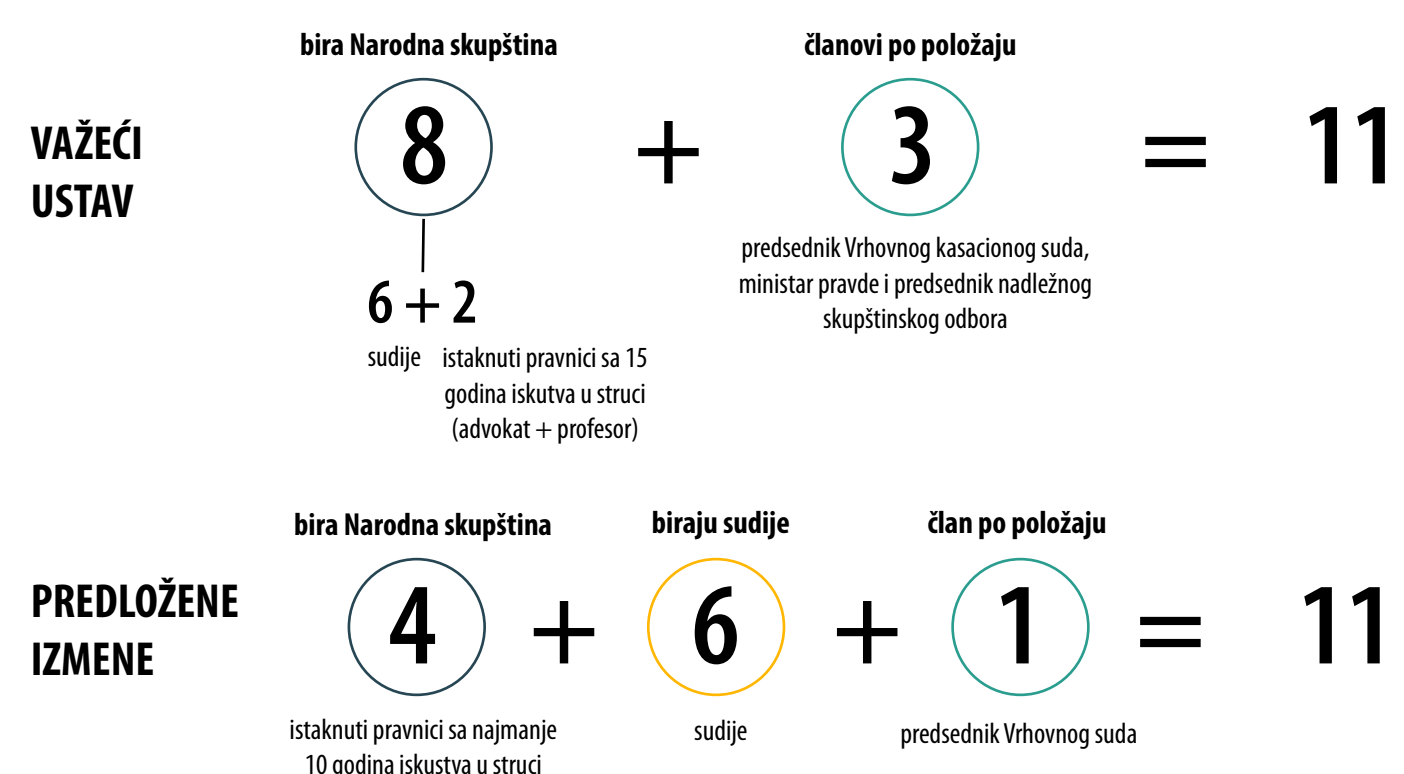 bira Narodna skupština
članovi po položaju
VAŽEĆI
USTAV
8 + 3 = 11
predsednik Vrhovnog kasacionog suda,
ministar pravde i predsednik nadležnog
skupštinskog odbora
6 + 2
sudije
istaknuti pravnici sa 15
godina iskutva u struci
(advokat + profesor)
bira Narodna skupština
biraju sudije
član po položaju
PREDLOŽENE
IZMENE
4 + 6 + 1 = 11
istaknuti pravnici sa najmanje
10 godina iskustva u struci
sudije
predsednik Vrhovnog suda